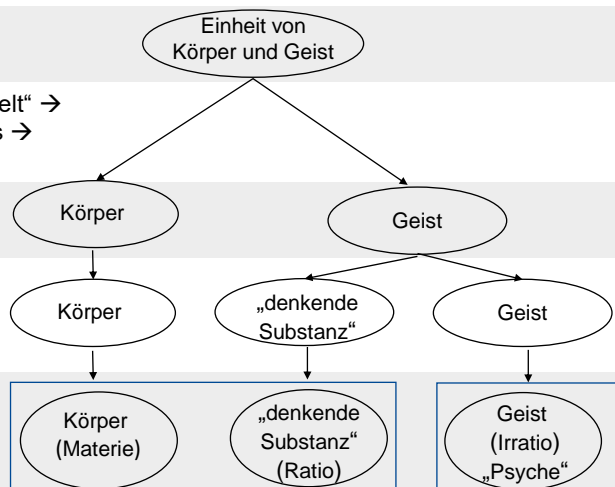 Einheit von
Körper und Geist
elt“ →
s →
Körper
Geist
Körper
„denkende
Substanz“
Geist
Körper
(Materie)
„denkende
Substanz“
(Ratio)
Geist
(Irratio)
„Psyche“